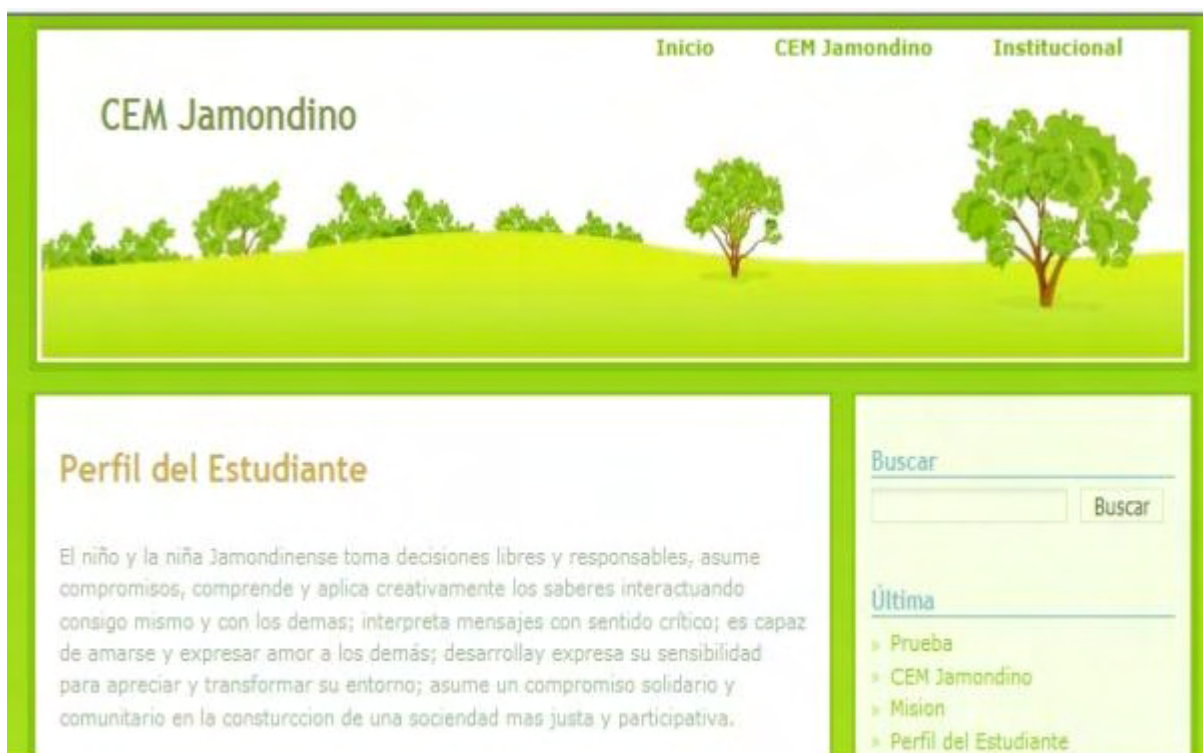 Inicio CEM Jamondino Institucional
CEM Jamondino
Perfil del Estudiante
El niño y la niña Jamondinense toma decisiones libres y responsables, asume
compromisos, comprende y aplica creativamente los saberes interactuando
consigo mismo y con los demas; interpreta mensajes con sentido crítico; es capaz
de amarse y expresar amor a los demás; desarrollay expresa su sensibilidad
para apreciar y transformar su entorno; asume un compromiso solidario y
comunitario en la consturccion de una sociendad mas justa y participativa.
Buscar
Buscar
Última
» Prueba
» CEM Jamondino
» Mision
» Perfil del Estudiante